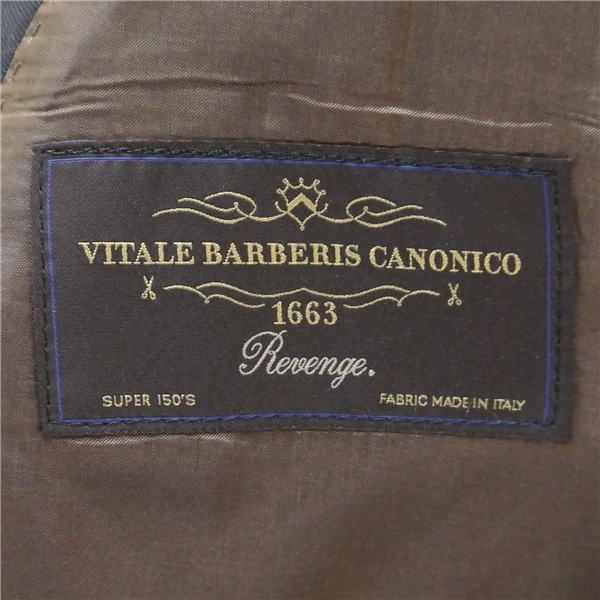 VITALE BARBERIS CANONICO
1663
Revenge.
SUPER 150'S
FABRIC MADE IN ITALY